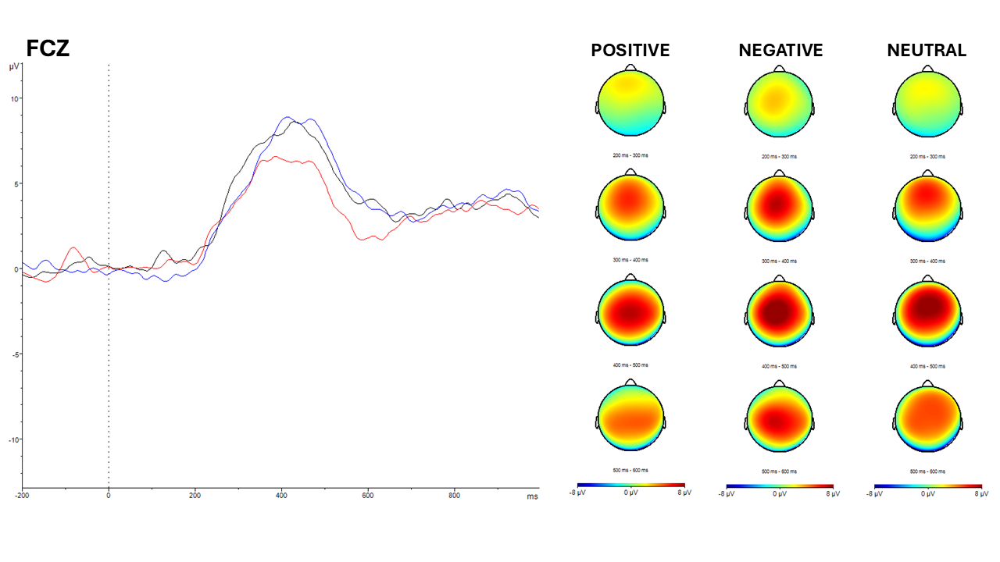 FCZ
µV
10
5
0
-5
-10
-200
0
200
400
600
800
ms
POSITIVE
NEGATIVE
NEUTRAL
200 ms - 300 ms
200 ms - 300 ms
200 ms - 300 ms
300 ms - 400 ms
300 ms - 400 ms
300 ms - 400 ms
400 ms - 500 ms
400 ms - 500 ms
400 ms - 500 ms
500 ms - 600 ms
500 ms - 600 ms
500 ms - 600 ms
-8 µV
0 µV
8 µV
-8 µV
0 µV
8 µV
-8 µV
0 µV
8 µV